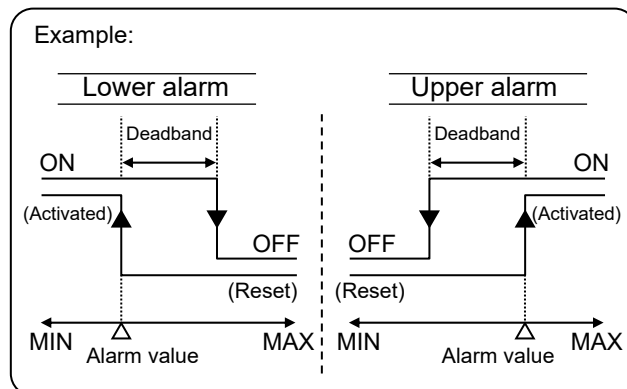 Example:
Lower alarm
Deadband
ON
(Activated)
OFF
(Reset)
MIN
MAX
Alarm value
Upper alarm
Deadband
ON
(Activated)
OFF
(Reset)
MIN
MAX
Alarm value